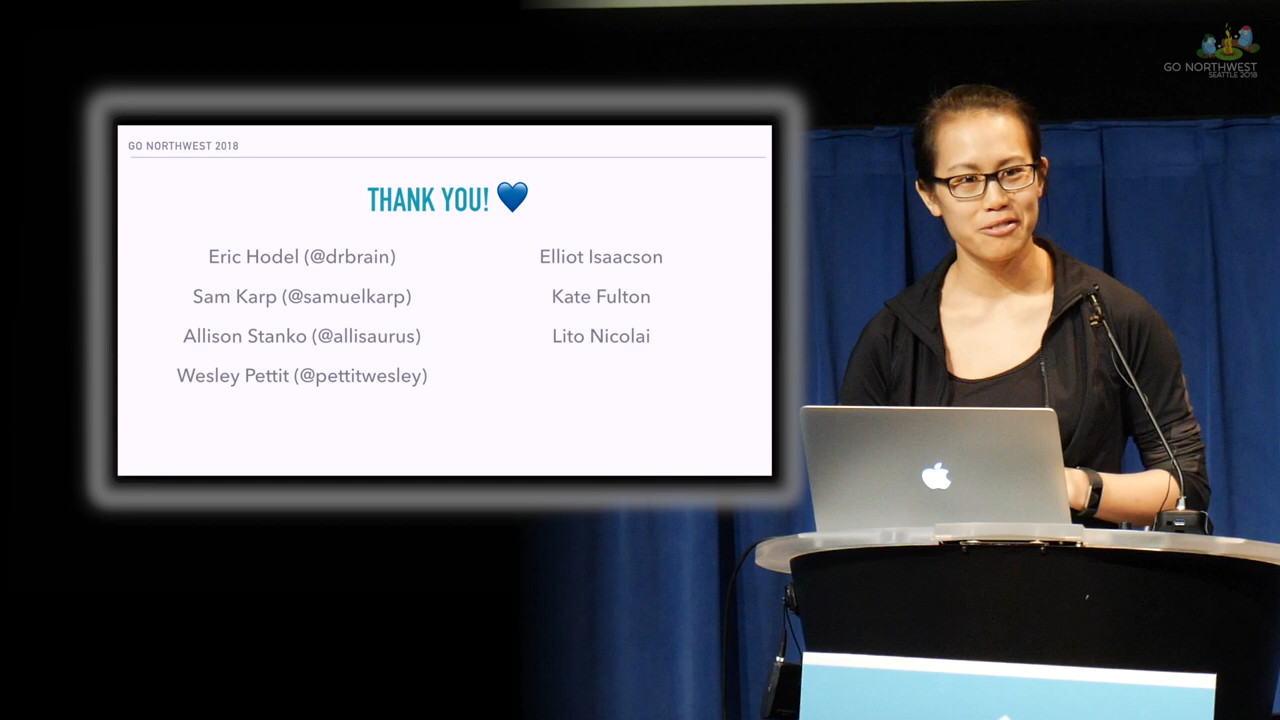 GO NORTHWEST
SEATTLE 2018
GO NORTHWEST 2018
THANK YOU! 💙
Eric Hodel (@drbrain)
Sam Karp (@samuelkarp)
Allison Stanko (@allisaurus)
Wesley Pettit (@pettitwesley)
Elliot Isaacson
Kate Fulton
Lito Nicolai